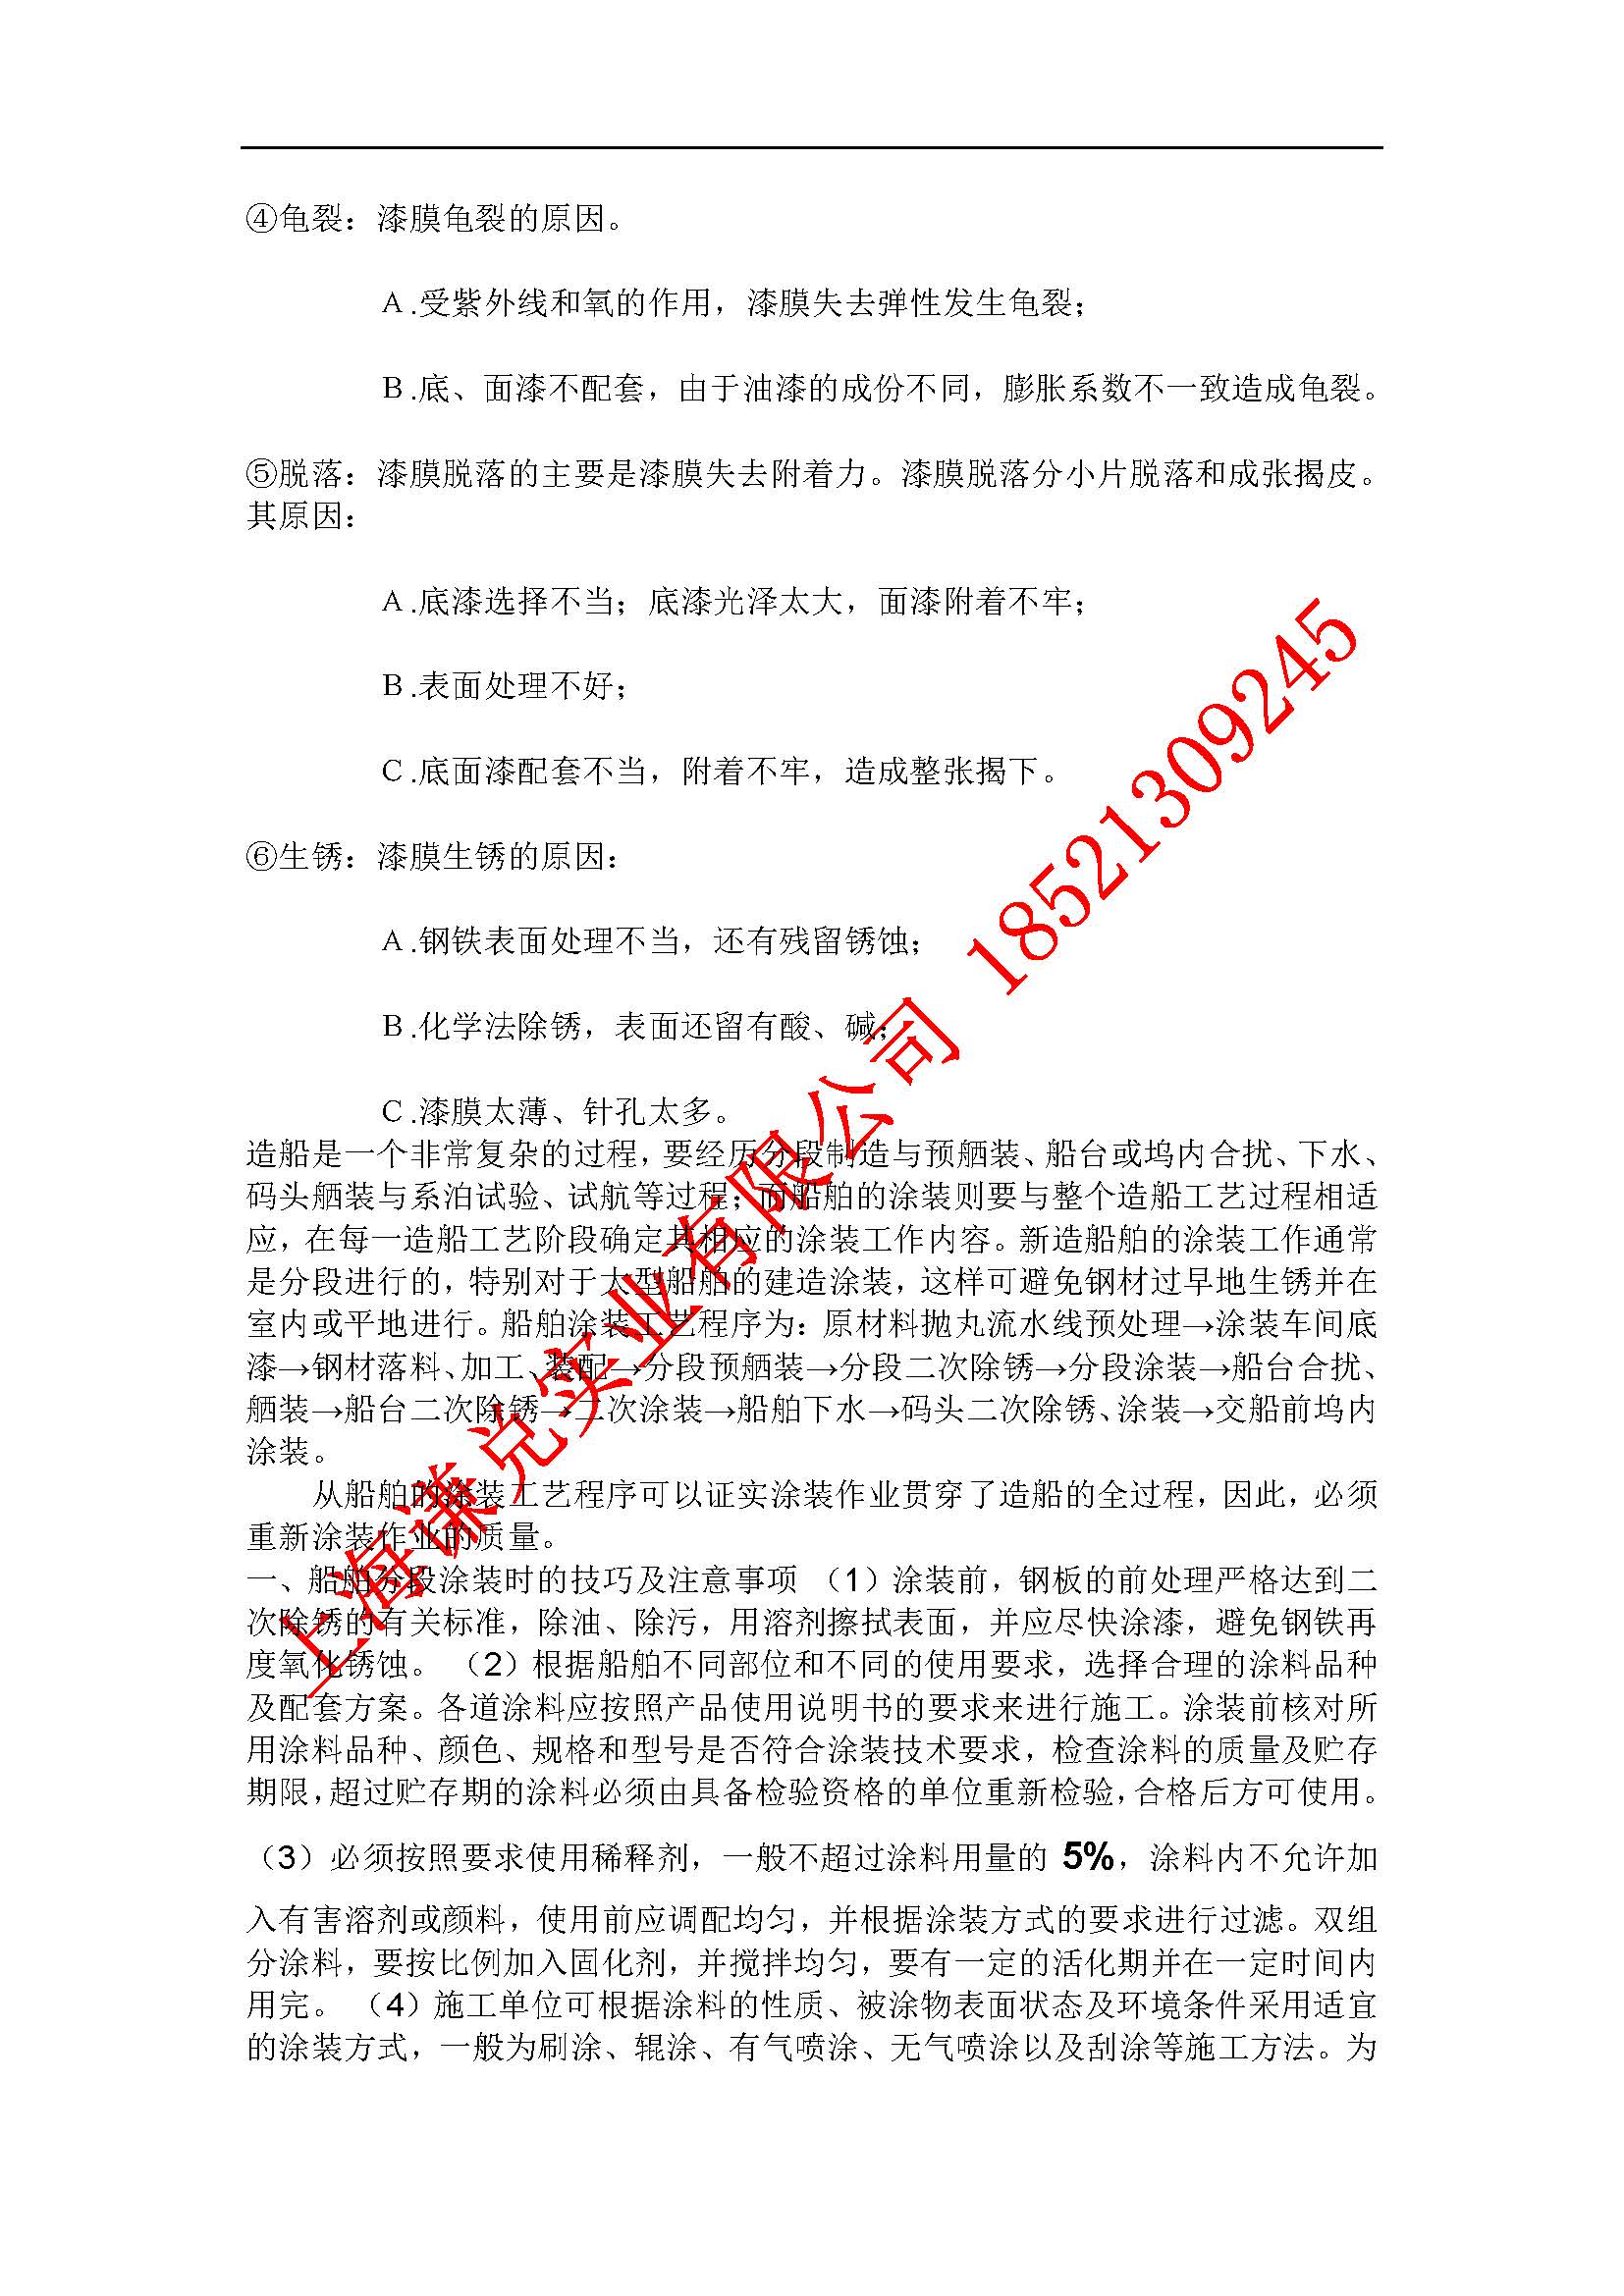 ④龟裂：漆膜龟裂的原因。
A.受紫外线和氧的作用，漆膜失去弹性发生龟裂；
B.底、面漆不配套，由于油漆的成份不同，膨胀系数不一致造成龟裂。
⑤脱落：漆膜脱落的主要是漆膜失去附着力。漆膜脱落分小片脱落和成张揭皮。
其原因：
A.底漆选择不当；底漆光泽太大，面漆附着不牢；
B.表面处理不好；
C.底面漆配套不当，附着不牢，造成整张揭下。
⑥生锈：漆膜生锈的原因：
A.钢铁表面处理不当，还有残留锈蚀；
B.化学法除锈，表面还留有酸、碱；
C.漆膜太薄、针孔太多。
造船是一个非常复杂的过程，要经历分段制造与预舾装、船台或坞内合扰、下水、
码头舾装与系泊试验、试航等过程；而船舶的涂装则要与整个造船工艺过程相适
应，在每一造船工艺阶段确定其相应的涂装工作内容。新造船舶的涂装工作通常
是分段进行的，特别对于大型船舶的建造涂装，这样可避免钢材过早地生锈并在
室内或平地进行。船舶涂装工艺程序为：原材料抛丸流水线预处理→涂装车间底
漆→钢材落料、加工、装配→分段预舾装→分段二次除锈→分段涂装→船台合扰、
舾装→船台二次除锈→二次涂装→船舶下水→码头二次除锈、涂装→交船前坞内
涂装。
从船舶的涂装工艺程序可以证实涂装作业贯穿了造船的全过程，因此，必须
重新涂装作业的质量。
一、船舶分段涂装时的技巧及注意事项 （1）涂装前，钢板的前处理严格达到二
次除锈的有关标准，除油、除污，用溶剂擦拭表面，并应尽快涂漆，避免钢铁再
度氧化锈蚀。 （2）根据船舶不同部位和不同的使用要求，选择合理的涂料品种
及配套方案。各道涂料应按照产品使用说明书的要求来进行施工。涂装前核对所
用涂料品种、颜色、规格和型号是否符合涂装技术要求，检查涂料的质量及贮存
期限，超过贮存期的涂料必须由具备检验资格的单位重新检验，合格后方可使用。
（3）必须按照要求使用稀释剂，一般不超过涂料用量的 5%，涂料内不允许加
入有害溶剂或颜料，使用前应调配均匀，并根据涂装方式的要求进行过滤。双组
分涂料，要按比例加入固化剂，并搅拌均匀，要有一定的活化期并在一定时间内
用完。 （4）施工单位可根据涂料的性质、被涂物表面状态及环境条件采用适宜
的涂装方式，一般为刷涂、辊涂、有气喷涂、无气喷涂以及刮涂等施工方法。为
上海谦兑实业有限公司 18521309245